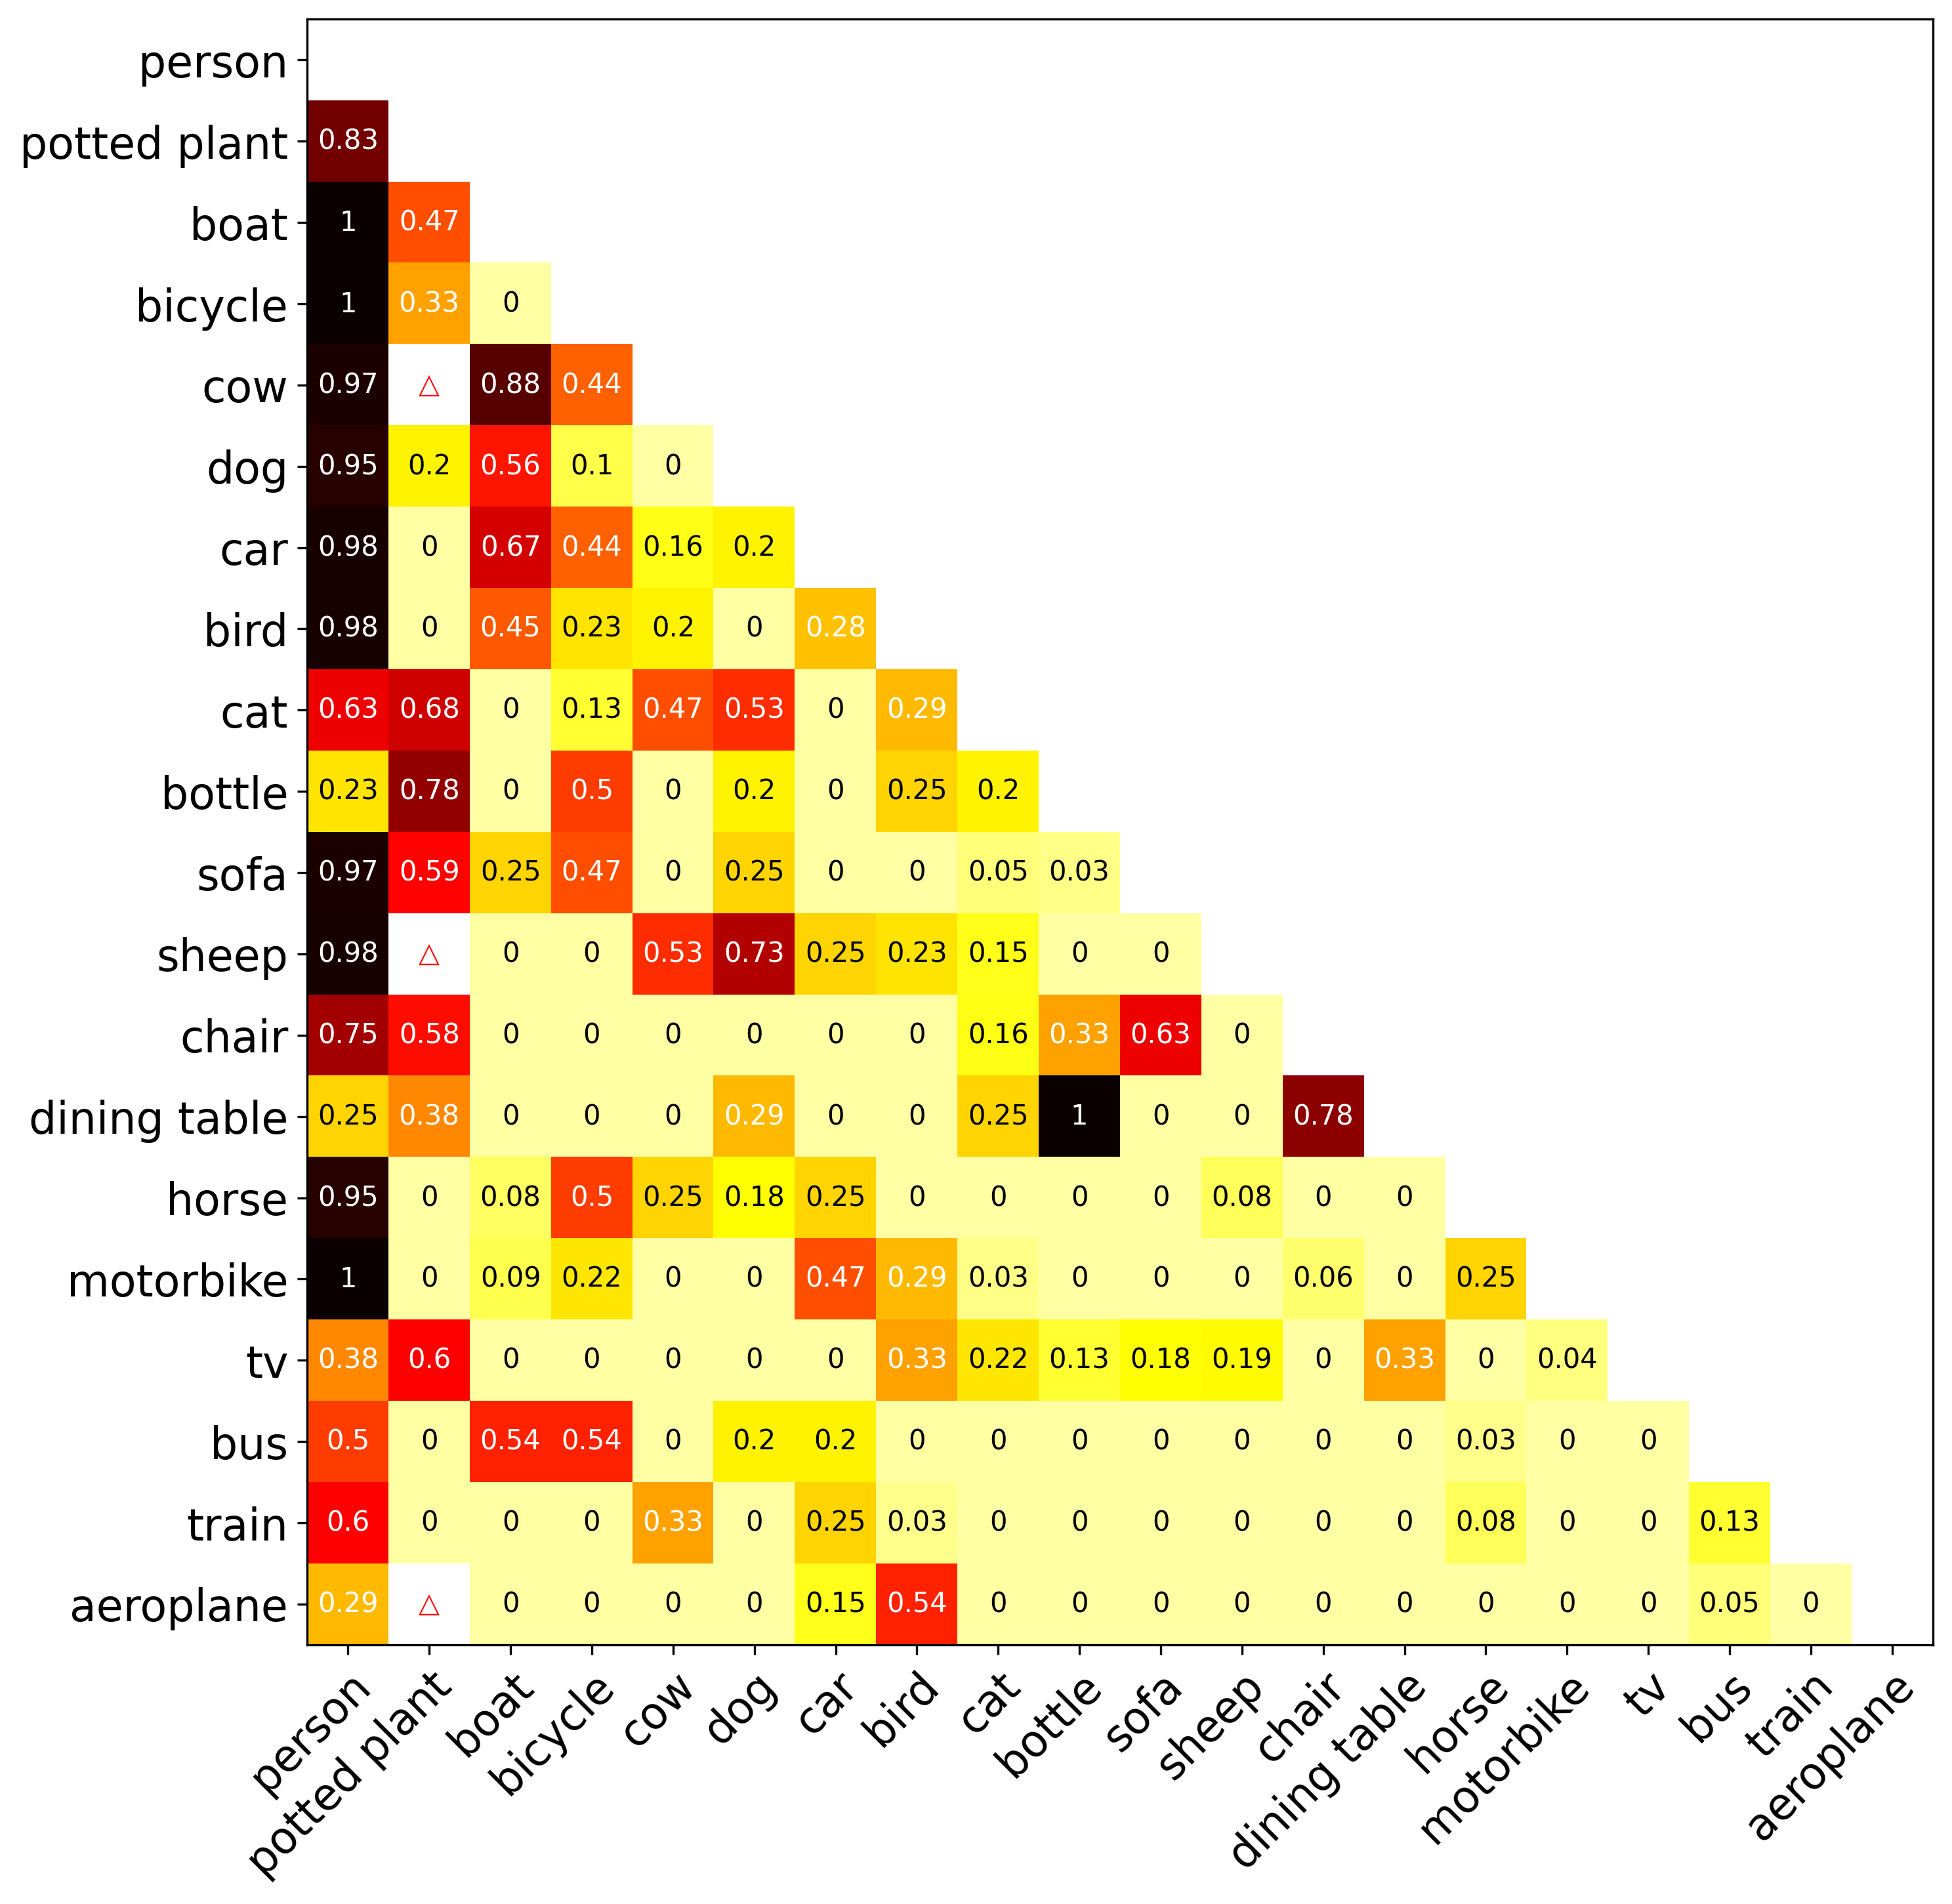 person
potted plant 0.83
boat 1 0.47
bicycle 1 0.33 0
cow 0.97 △ 0.88 0.44
dog 0.95 0.2 0.56 0.1 0
car 0.98 0 0.67 0.44 0.16 0.2
bird 0.98 0 0.45 0.23 0.2 0 0.28
cat 0.63 0.68 0 0.13 0.47 0.53 0 0.29
bottle 0.23 0.78 0 0.5 0 0.2 0 0.25 0.2
sofa 0.97 0.59 0.25 0.47 0 0.25 0 0 0.05 0.03
sheep 0.98 △ 0 0 0.53 0.73 0.25 0.23 0.15 0 0
chair 0.75 0.58 0 0 0 0 0 0 0.16 0.33 0.63 0
dining table 0.25 0.38 0 0 0 0.29 0 0 0.25 1 0 0 0.78
horse 0.95 0 0.08 0.5 0.25 0.18 0.25 0 0 0 0 0.08 0 0
motorbike 1 0 0.09 0.22 0 0 0.47 0.29 0.03 0 0 0 0.06 0 0.25
tv 0.38 0.6 0 0 0 0 0 0.33 0.22 0.13 0.18 0.19 0 0.33 0 0.04
bus 0.5 0 0.54 0.54 0 0.2 0.2 0 0 0 0 0 0 0 0.03 0 0
train 0.6 0 0 0 0.33 0 0.25 0.03 0 0 0 0 0 0 0.08 0 0 0.13
aeroplane 0.29 △ 0 0 0 0 0.15 0.54 0 0 0 0 0 0 0 0 0 0.05 0
person potted plant boat bicycle cow dog car bird cat bottle sofa sheep chair dining table horse motorbike tv bus train aeroplane